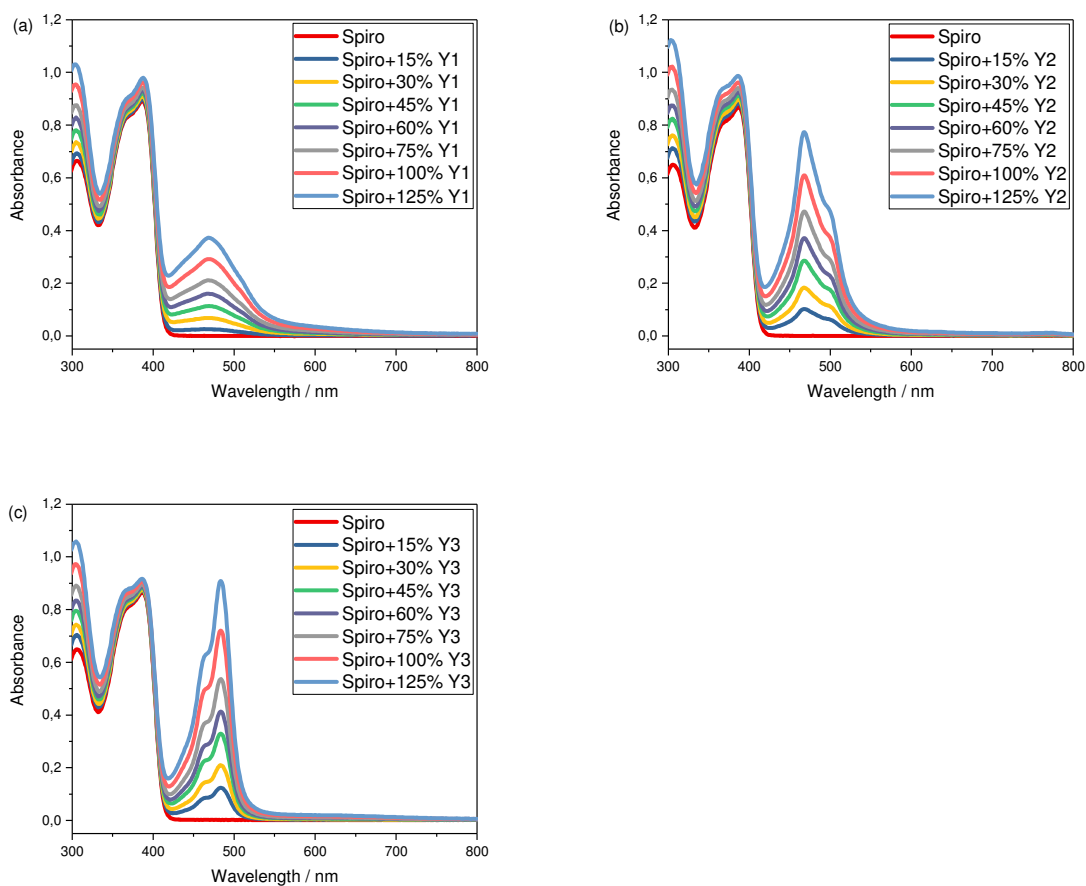 (a)
1,2
1,0
0,8
0,6
0,4
0,2
0,0
Absorbance
300 400 500 600 700 800
Wavelength / nm
Spiro
Spiro+15% Y1
Spiro+30% Y1
Spiro+45% Y1
Spiro+60% Y1
Spiro+75% Y1
Spiro+100% Y1
Spiro+125% Y1
(b)
1,2
1,0
0,8
0,6
0,4
0,2
0,0
Absorbance
300 400 500 600 700 800
Wavelength / nm
Spiro
Spiro+15% Y2
Spiro+30% Y2
Spiro+45% Y2
Spiro+60% Y2
Spiro+75% Y2
Spiro+100% Y2
Spiro+125% Y2
(c)
1,2
1,0
0,8
0,6
0,4
0,2
0,0
Absorbance
300 400 500 600 700 800
Wavelength / nm
Spiro
Spiro+15% Y3
Spiro+30% Y3
Spiro+45% Y3
Spiro+60% Y3
Spiro+75% Y3
Spiro+100% Y3
Spiro+125% Y3